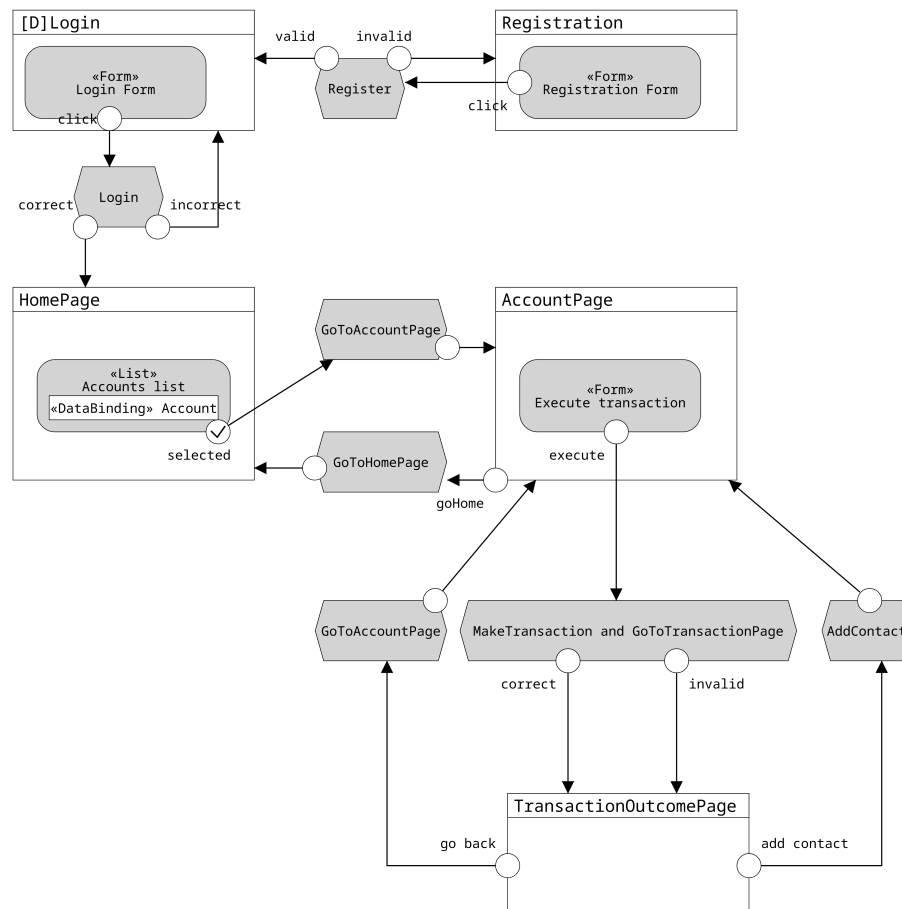 [D]Login
Registration
valid
invalid
«Form»
Login Form
Register
«Form»
Registration Form
click
click
Login
correct
incorrect
HomePage
AccountPage
GoToAccountPage
«List»
Accounts list
«DataBinding» Account
selected
«Form»
Execute transaction
execute
GoToHomePage
goHome
GoToAccountPage
MakeTransaction and GoToTransactionPage
AddContact
correct
invalid
TransactionOutcomePage
go back
add contact